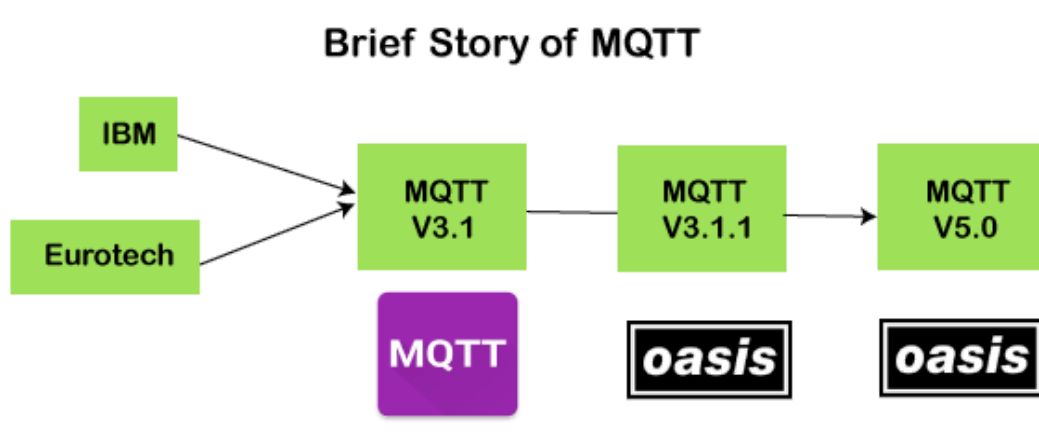 Brief Story of MQTT
IBM
Eurotech
MQTT
V3.1
MQTT
V3.1.1
MQTT
V5.0
MQTT
oasis
oasis